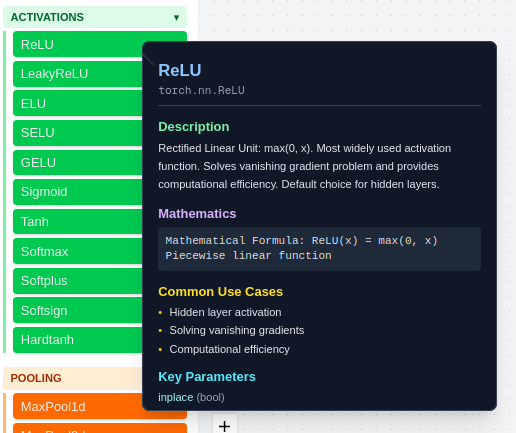 ACTIVATIONS ▾
ReLU
LeakyReLU
ELU
SELU
GELU
Sigmoid
Tanh
Softmax
Softplus
Softsign
Hardtanh
POOLING
MaxPool1d
ReLU
torch.nn.ReLU
Description
Rectified Linear Unit: max(0, x). Most widely used activation
function. Solves vanishing gradient problem and provides
computational efficiency. Default choice for hidden layers.
Mathematics
Mathematical Formula: ReLU(x) = max(0, x)
Piecewise linear function
Common Use Cases
• Hidden layer activation
• Solving vanishing gradients
• Computational efficiency
Key Parameters
inplace (bool)
+